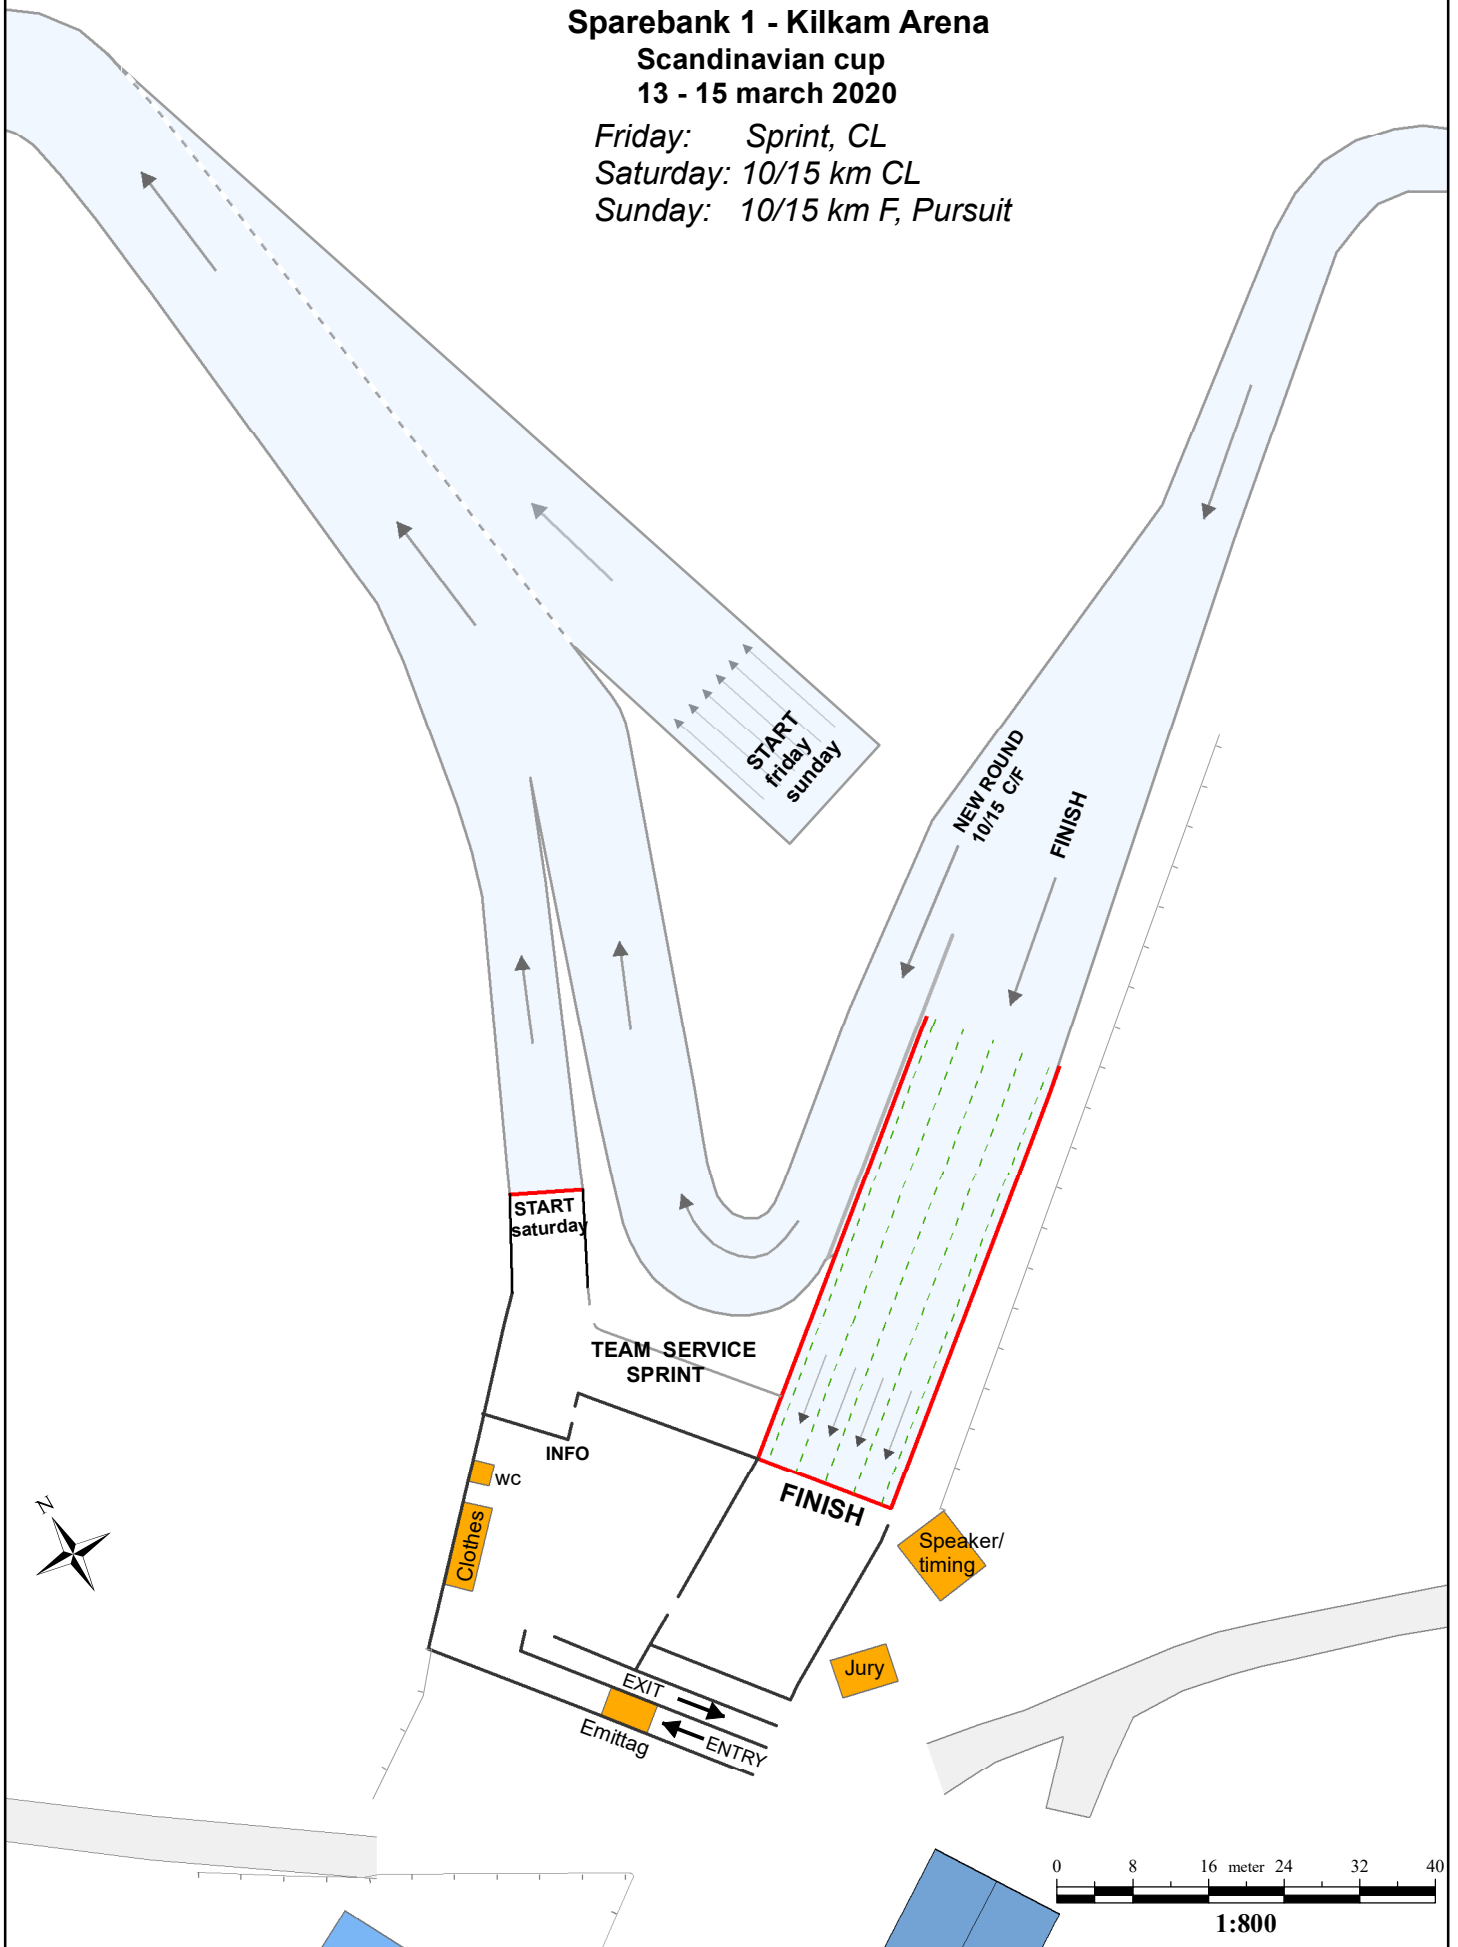 Sparebank 1 - Kilkam Arena
Scandinavian cup
13 - 15 march 2020
Friday: Sprint, CL
Saturday: 10/15 km CL
Sunday: 10/15 km F, Pursuit
START
friday
sunday
NEW ROUND
10/15 C/F
FINISH
START
saturday
TEAM SERVICE
SPRINT
INFO
wc
Clothes
FINISH
Speaker/
timing
Jury
EXIT
ENTRY
Emittag
N
0 8 16 meter 24 32 40
1:800